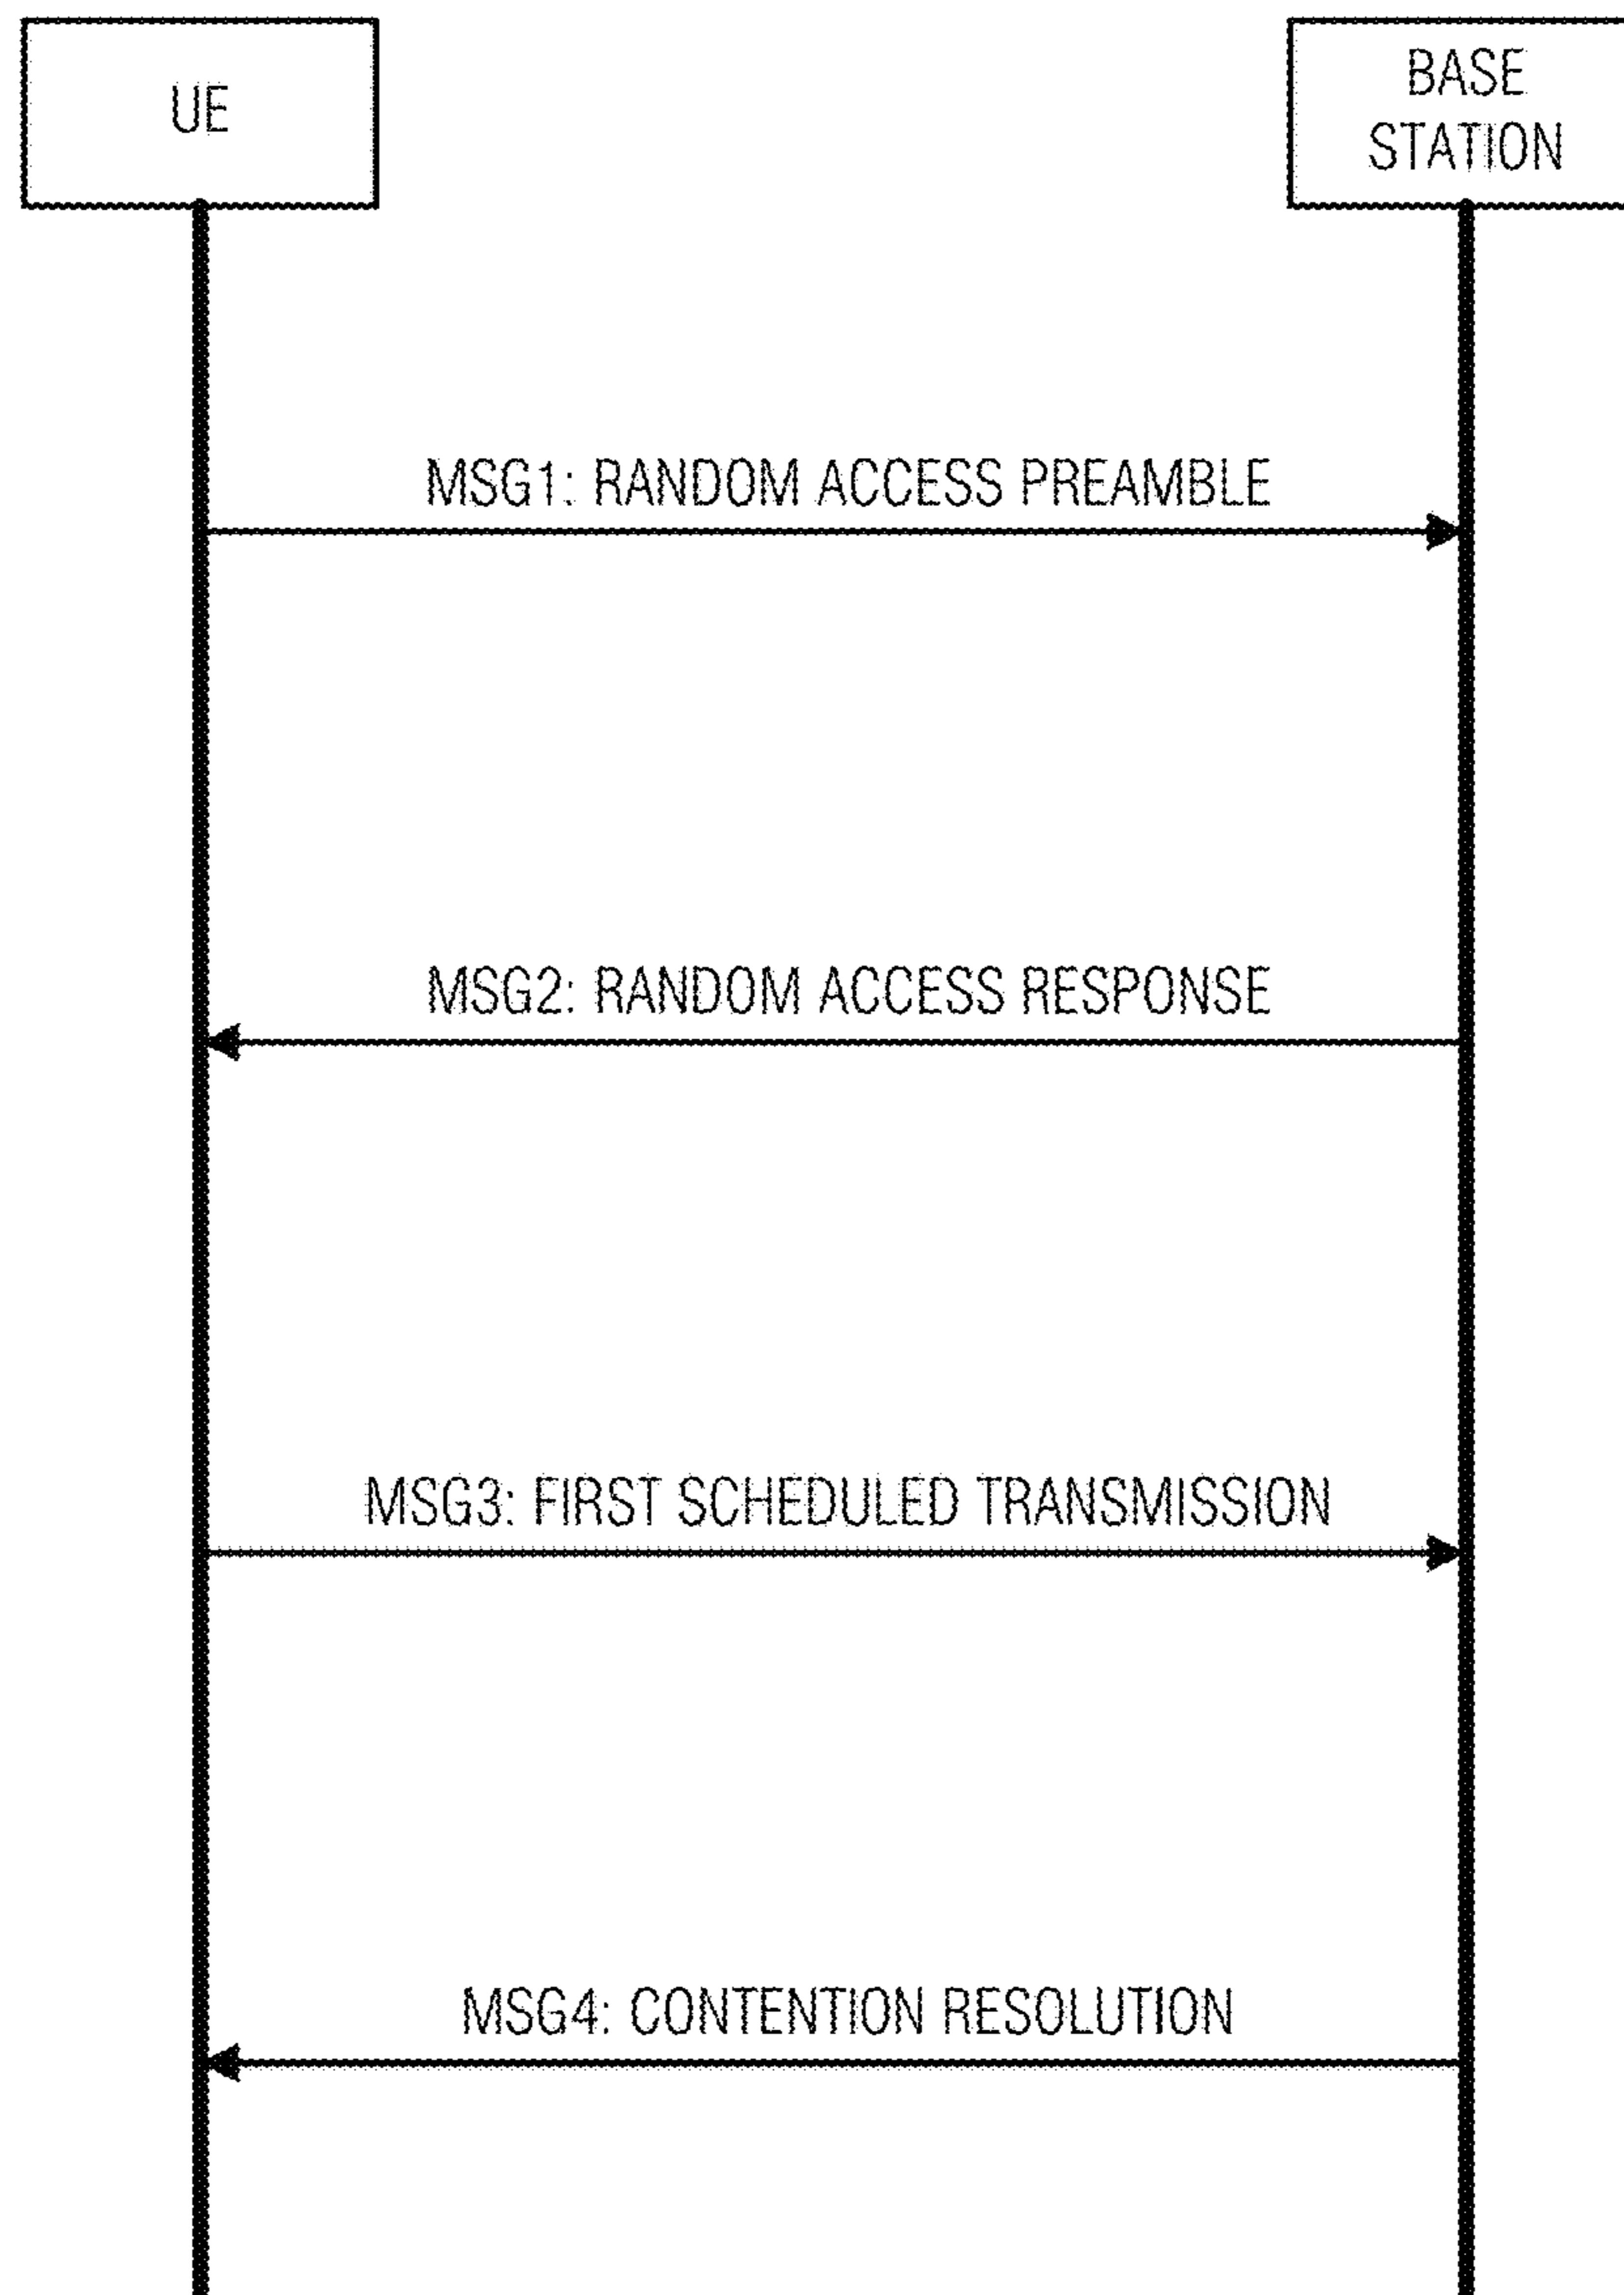 UE
BASE
STATION
MSG1: RANDOM ACCESS PREAMBLE
MSG2: RANDOM ACCESS RESPONSE
MSG3: FIRST SCHEDULED TRANSMISSION
MSG4: CONTENTION RESOLUTION